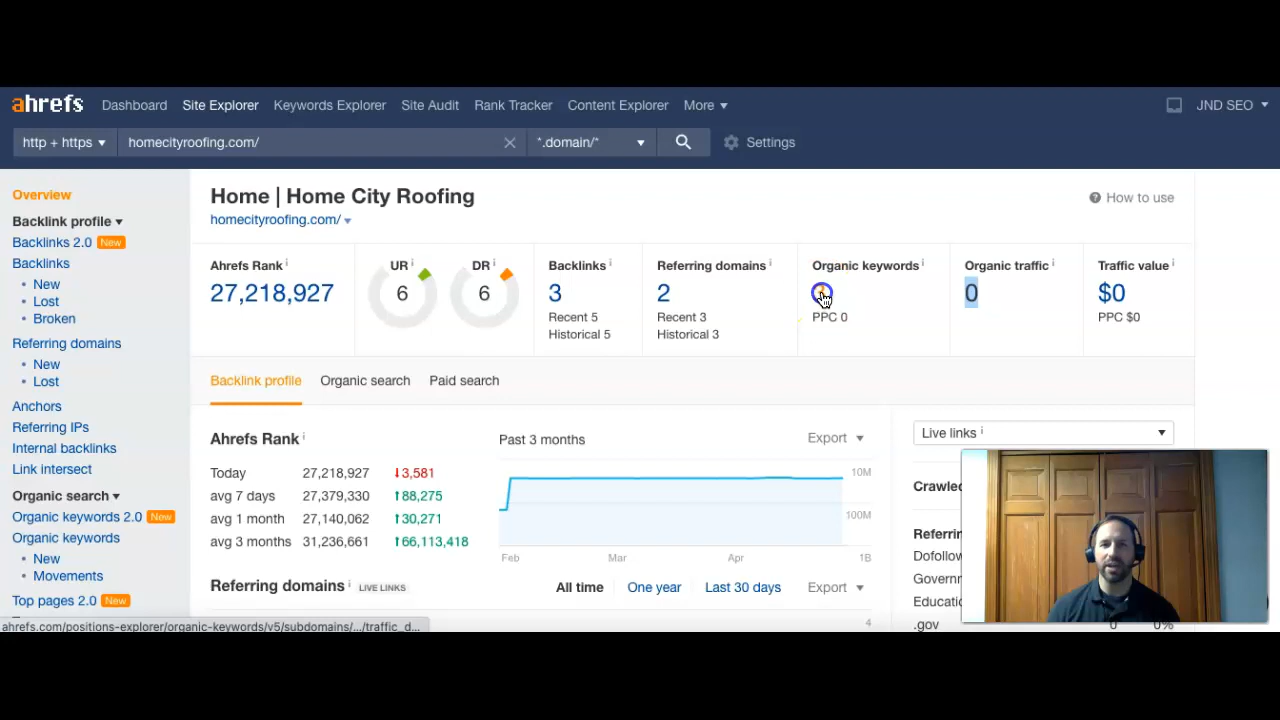 ahrefs Dashboard Site Explorer Keywords Explorer Site Audit Rank Tracker Content Explorer More JND SEO
http + https homecityroofing.com/ *.domain/* Settings
Overview
Backlink profile
Backlinks 2.0 New
Backlinks
New
Lost
Broken
Referring domains
New
Lost
Anchors
Referring IPs
Internal backlinks
Link intersect
Organic search
Organic keywords 2.0 New
Organic keywords
New
Movements
Top pages 2.0 New
Home | Home City Roofing
How to use
homecityroofing.com/
Ahrefs Rank
27,218,927
UR
6
DR
6
Backlinks
3
Recent 5
Historical 5
Referring domains
2
Recent 3
Historical 3
Organic keywords
PPC 0
Organic traffic
0
Traffic value
$0
PPC $0
Backlink profile Organic search Paid search
Ahrefs Rank
Today 27,218,927 ↓3,581
avg 7 days 27,379,330 ↑88,275
avg 1 month 27,140,062 ↑30,271
avg 3 months 31,236,661 ↑66,113,418
Past 3 months Export
10M
100M
1B
Feb Mar Apr
Referring domains LIVE LINKS All time One year Last 30 days Export
4
Live links
Crawled
Referrin
Dofollow
Governm
Educatio
.gov 0 0%
ahrefs.com/positions-explorer/organic-keywords/v5/subdomains/.../traffic_d...